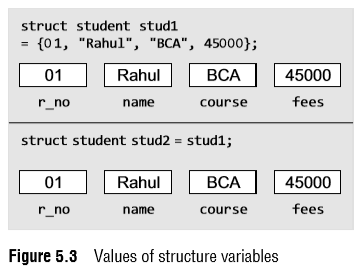 struct student stud1
= {01, "Rahul", "BCA", 45000};
01 Rahul BCA 45000
r_no name course fees
struct student stud2 = stud1;
01 Rahul BCA 45000
r_no name course fees
Figure 5.3 Values of structure variables